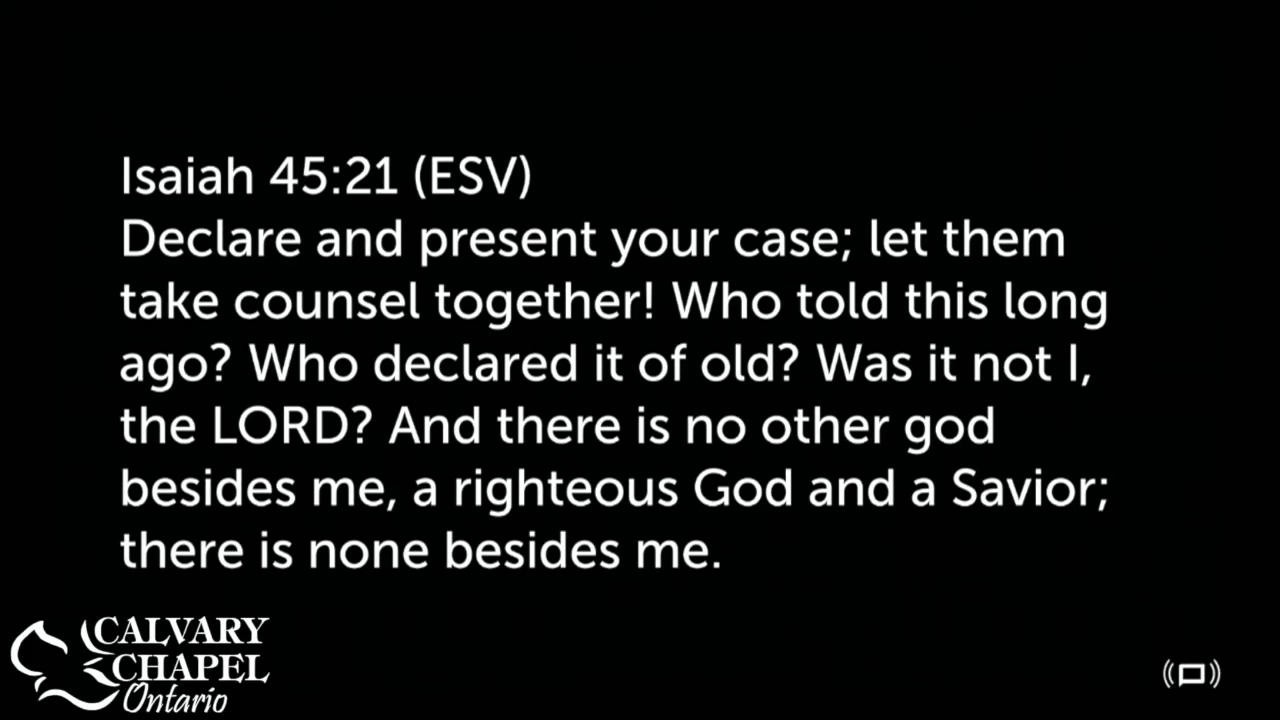 Isaiah 45:21 (ESV)
Declare and present your case; let them
take counsel together! Who told this long
ago? Who declared it of old? Was it not I,
the LORD? And there is no other god
besides me, a righteous God and a Savior;
there is none besides me.
CALVARY
CHAPEL
Ontario